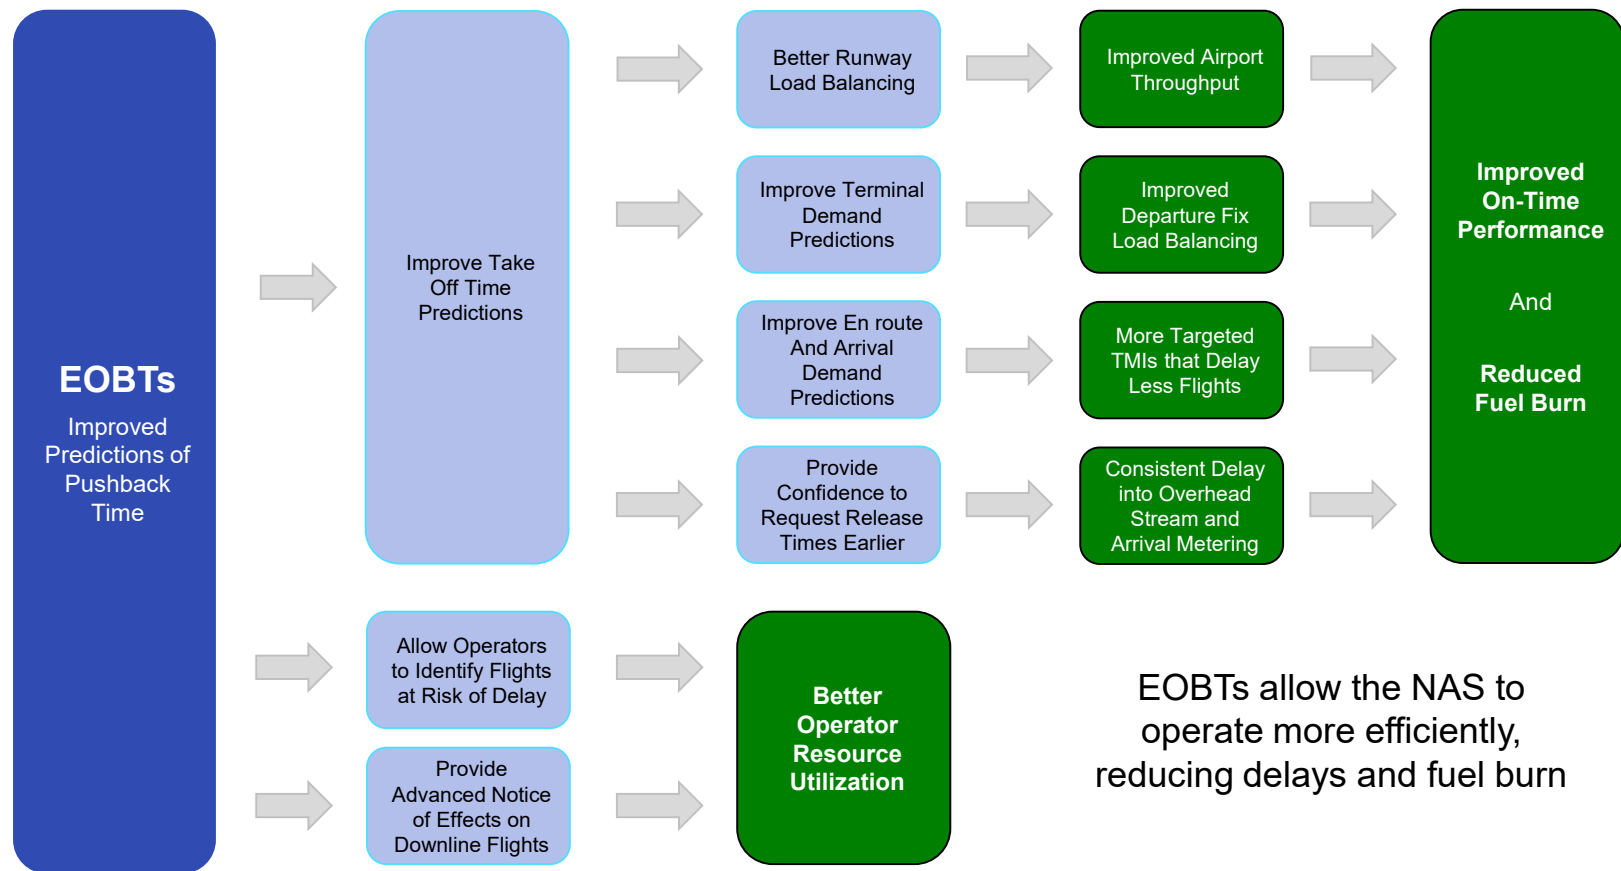 EOBTs
Improved
Predictions of
Pushback
Time
Improve Take
Off Time
Predictions
Better Runway
Load Balancing
Improved Airport
Throughput
Improve Terminal
Demand
Predictions
Improved
Departure Fix
Load Balancing
Improve En route
And Arrival
Demand
Predictions
More Targeted
TMIs that Delay
Less Flights
Provide
Confidence to
Request Release
Times Earlier
Consistent Delay
into Overhead
Stream and
Arrival Metering
Improved
On-Time
Performance
And
Reduced
Fuel Burn
Allow Operators
to Identify Flights
at Risk of Delay
Provide
Advanced Notice
of Effects on
Downline Flights
Better
Operator
Resource
Utilization
EOBTs allow the NAS to
operate more efficiently,
reducing delays and fuel burn